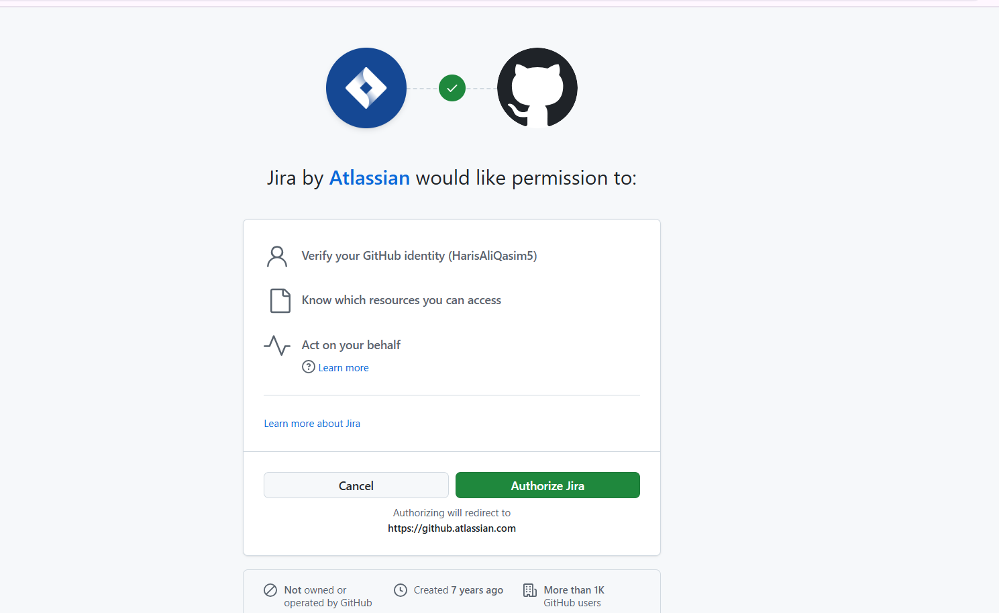 Jira by Atlassian would like permission to:
Verify your GitHub identity (HarisAliQasim5)
Know which resources you can access
Act on your behalf
Learn more
Learn more about Jira
Cancel
Authorize Jira
Authorizing will redirect to
https://github.atlassian.com
Not owned or
operated by GitHub
Created 7 years ago
More than 1K
GitHub users